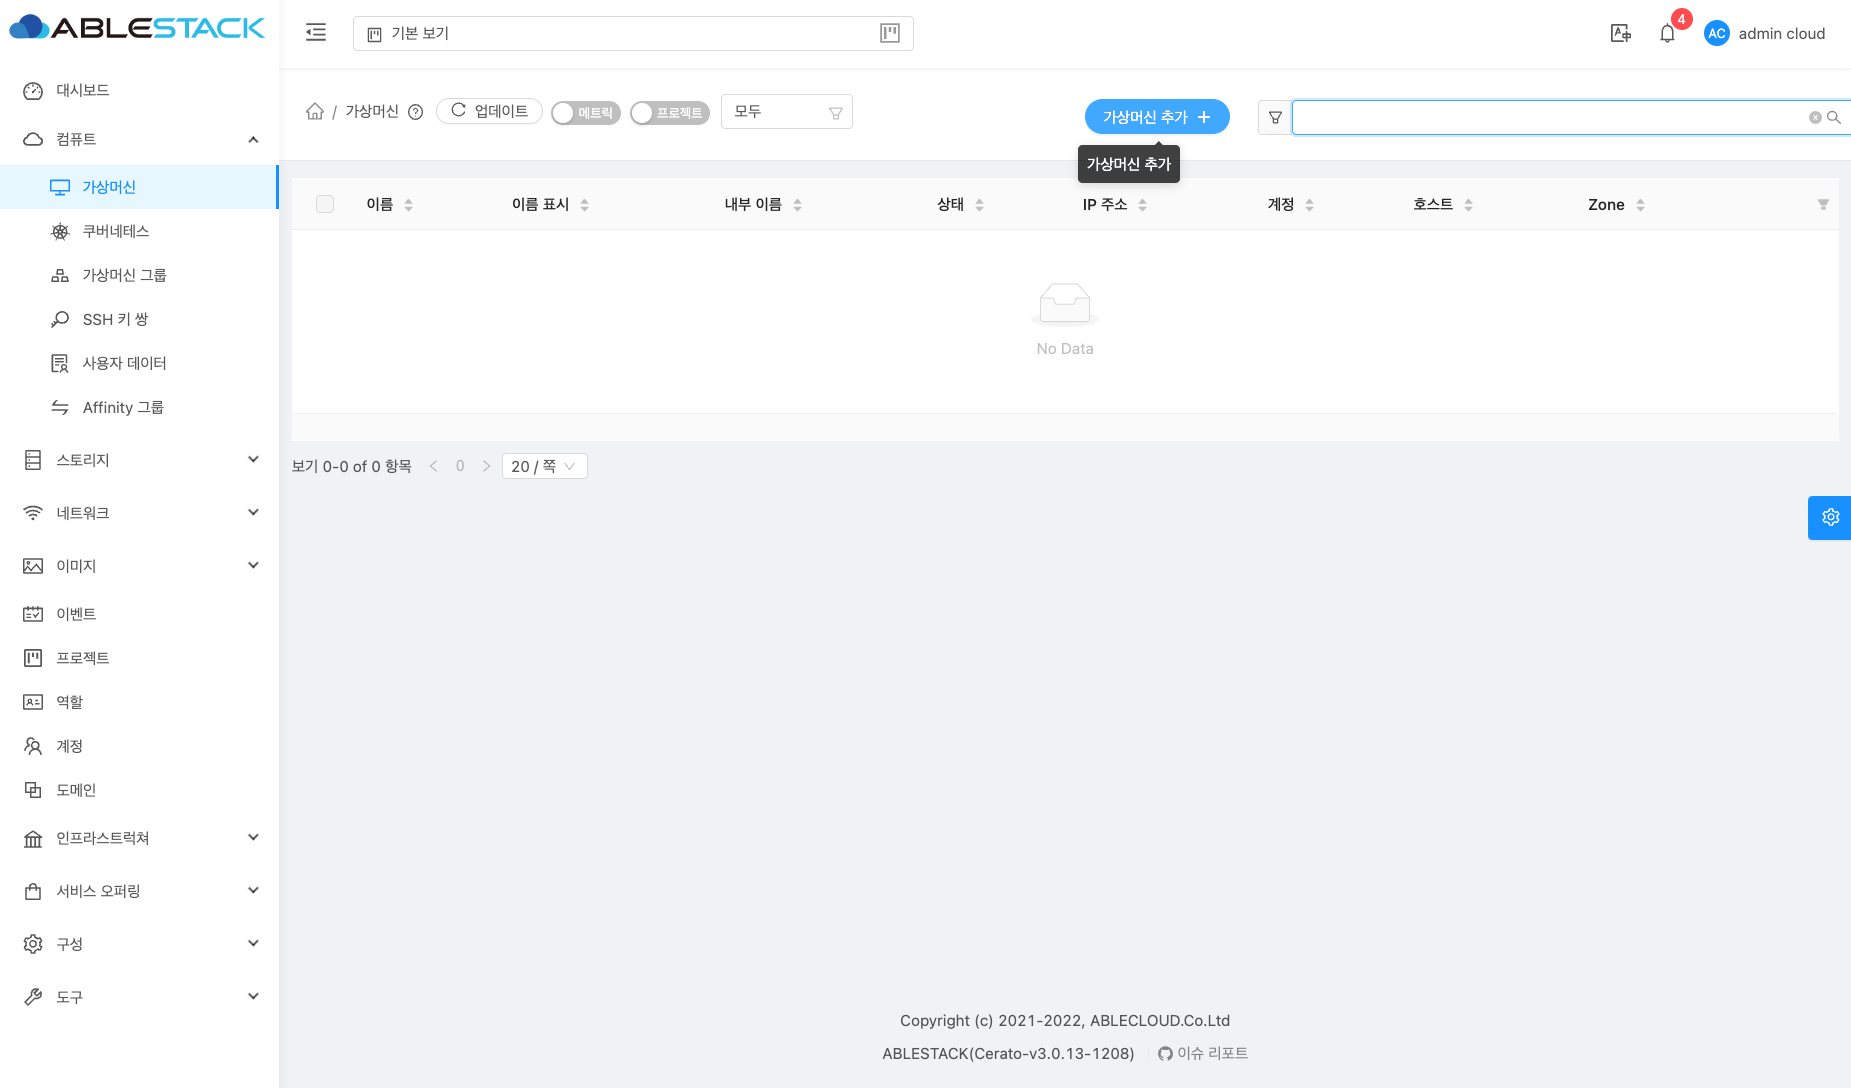 ABLESTACK
기본 보기
4
AC
admin cloud
대시보드
컴퓨트
가상머신
쿠버네테스
가상머신 그룹
SSH 키 쌍
사용자 데이터
Affinity 그룹
스토리지
네트워크
이미지
이벤트
프로젝트
역할
계정
도메인
인프라스트럭쳐
서비스 오퍼링
구성
도구
/ 가상머신
업데이트
메트릭
프로젝트
모두
가상머신 추가
가상머신 추가
이름 이름 표시 내부 이름 상태 IP 주소 계정 호스트 Zone
No Data
보기 0-0 of 0 항목 0 20 / 쪽
Copyright (c) 2021-2022, ABLECLOUD.Co.Ltd
ABLESTACK(Cerato-v3.0.13-1208) 이슈 리포트